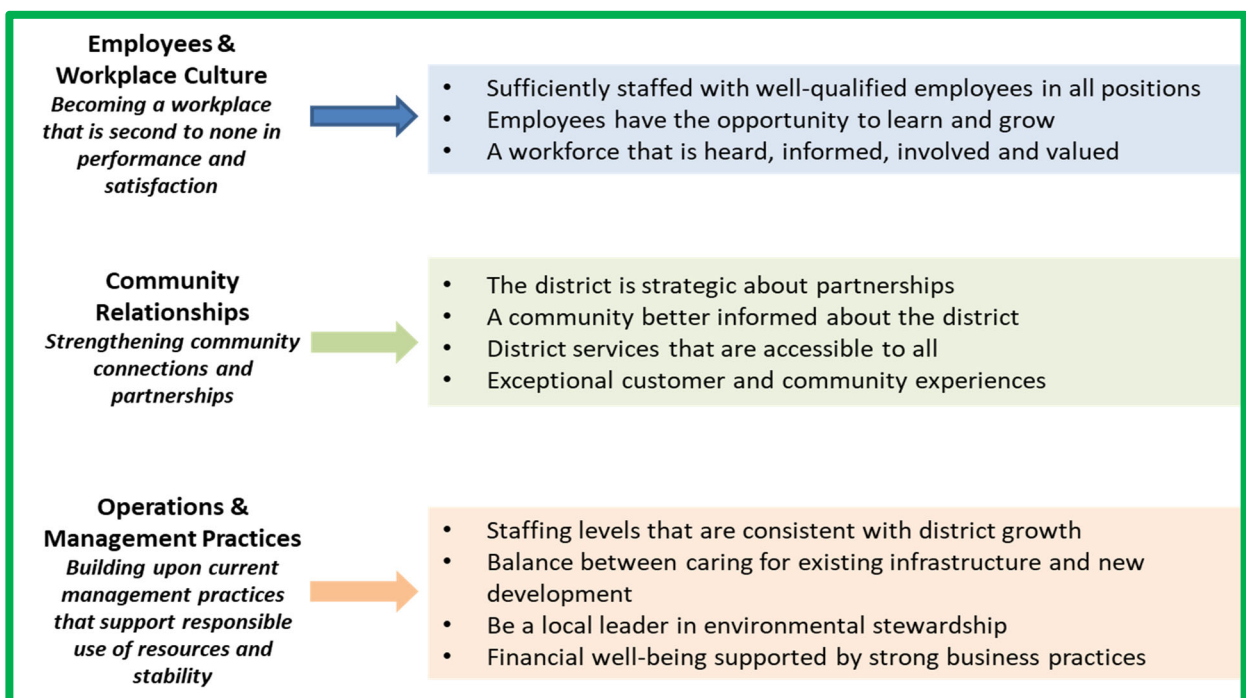 Employees &
Workplace Culture
Becoming a workplace
that is second to none in
performance and
satisfaction
• Sufficiently staffed with well-qualified employees in all positions
• Employees have the opportunity to learn and grow
• A workforce that is heard, informed, involved and valued
Community
Relationships
Strengthening community
connections and
partnerships
• The district is strategic about partnerships
• A community better informed about the district
• District services that are accessible to all
• Exceptional customer and community experiences
Operations &
Management Practices
Building upon current
management practices
that support responsible
use of resources and
stability
• Staffing levels that are consistent with district growth
• Balance between caring for existing infrastructure and new
development
• Be a local leader in environmental stewardship
• Financial well-being supported by strong business practices